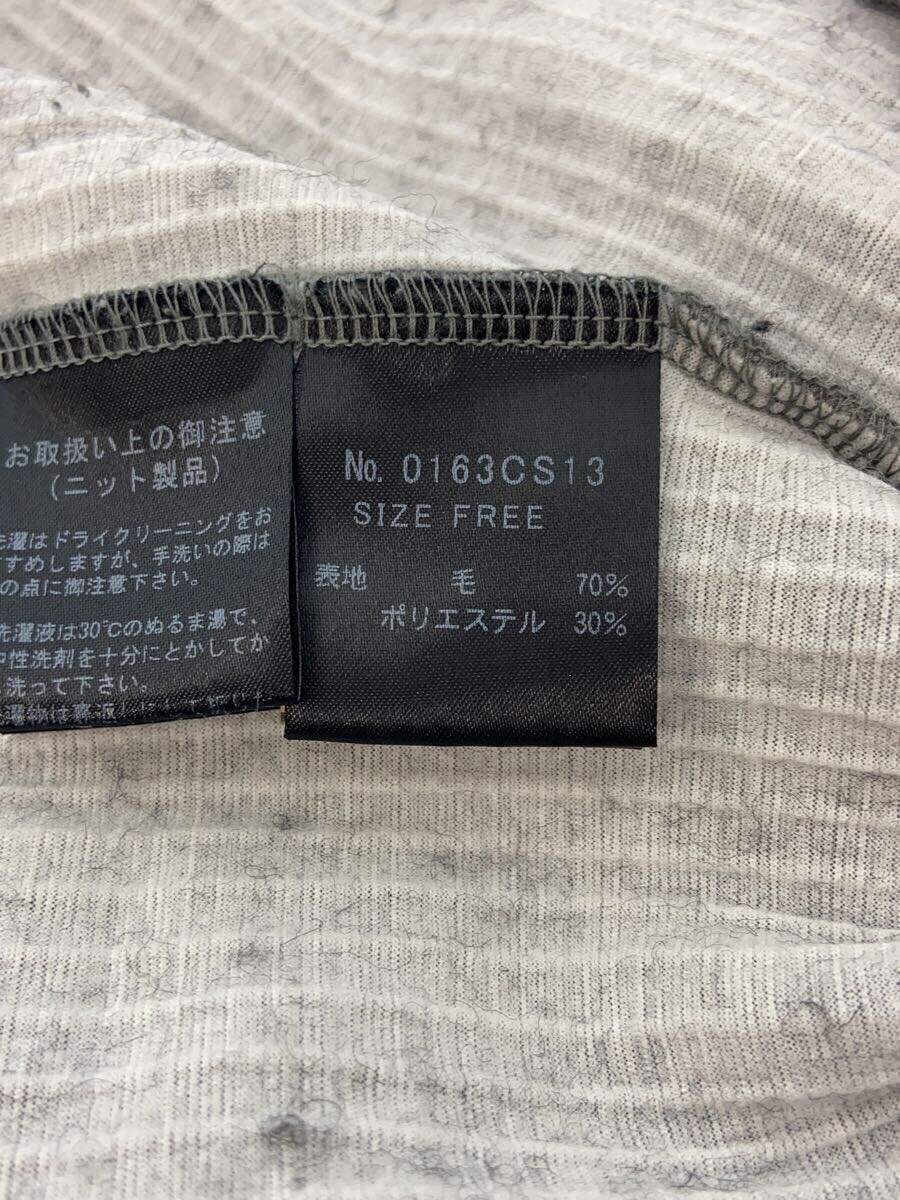 お取扱い上の御注意
(ニット製品)
洗濯はドライクリーニングをお
すすめしますが、手洗いの際は
の点に御注意下さい。
洗濯液は30℃のぬるま湯で、
中性洗剤を十分にとかしてか
洗って下さい。
No. 0163CS13
SIZE FREE
表地 毛 70%
ポリエステル 30%